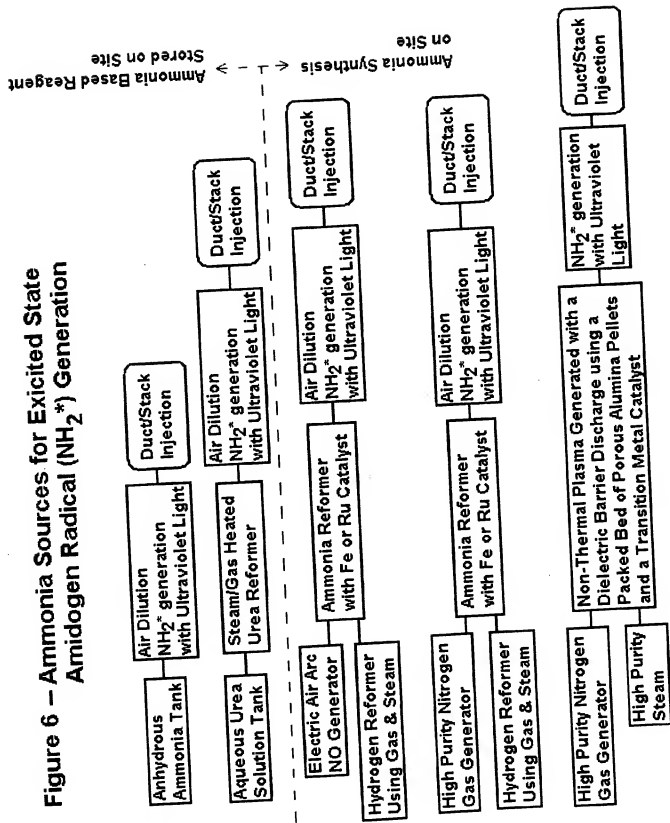 Figure 6 – Ammonia Sources for Exicited State
Amidogen Radical (NH2*) Generation
Anhydrous
Ammonia Tank
Air Dilution
NH2* generation
with Ultraviolet Light
Duct/Stack
Injection
Aqueous Urea
Solution Tank
Steam/Gas Heated
Urea Reformer
Air Dilution
NH2* generation
with Ultraviolet Light
Duct/Stack
Injection
Ammonia Based Reagent
Stored on Site
Ammonia Synthesis
on Site
Electric Air Arc
NO Generator
Hydrogen Reformer
Using Gas & Steam
Ammonia Reformer
with Fe or Ru Catalyst
Air Dilution
NH2* generation
with Ultraviolet Light
Duct/Stack
Injection
High Purity Nitrogen
Gas Generator
Hydrogen Reformer
Using Gas & Steam
Ammonia Reformer
with Fe or Ru Catalyst
Air Dilution
NH2* generation
with Ultraviolet Light
Duct/Stack
Injection
High Purity Nitrogen
Gas Generator
High Purity
Steam
Non-Thermal Plasma Generated with a
Dielectric Barrier Discharge using a
Packed Bed of Porous Alumina Pellets
and a Transition Metal Catalyst
NH2* generation
with Ultraviolet
Light
Duct/Stack
Injection